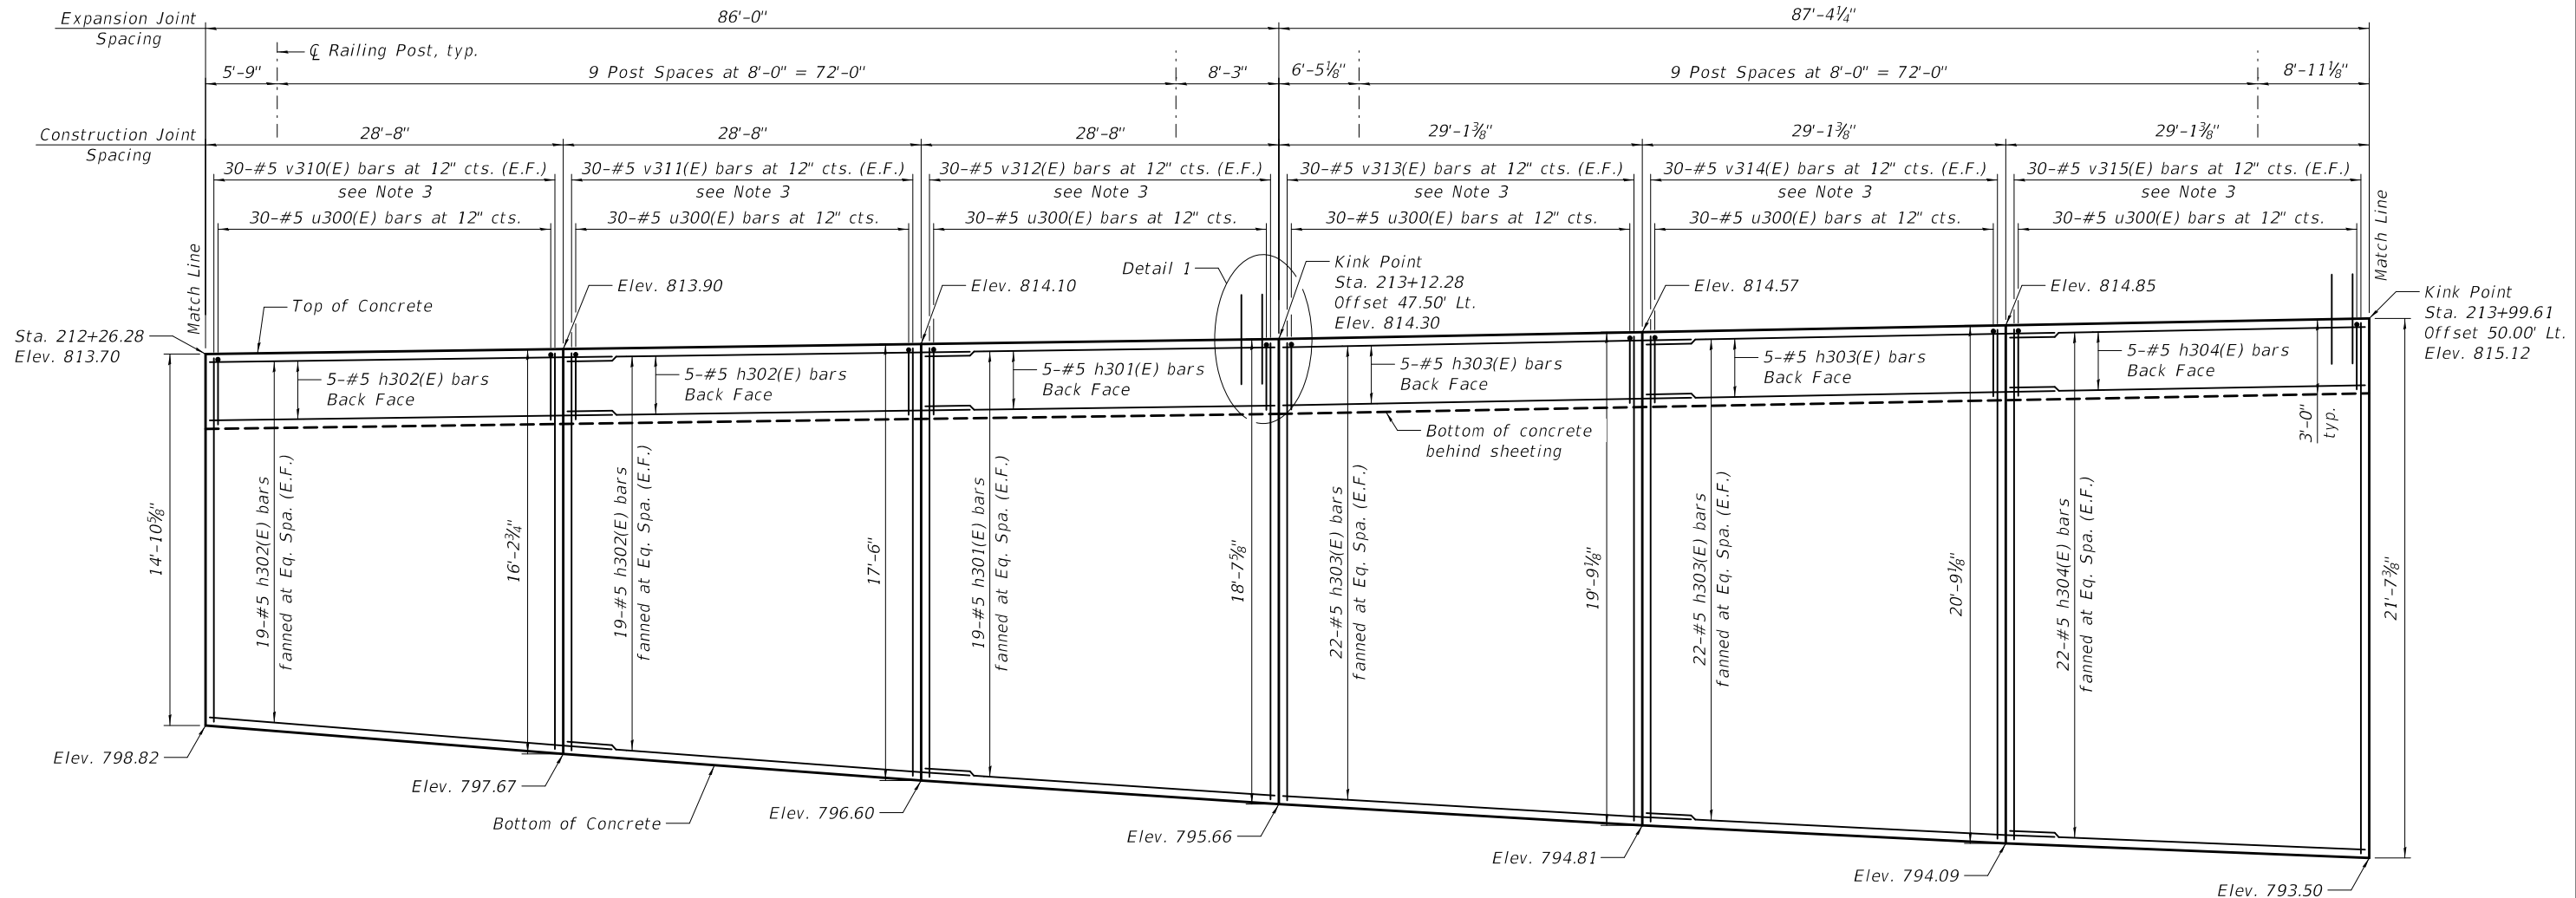 Expansion Joint
Spacing
86'-0"
87'-4¼"
℄ Railing Post, typ.
5'-9"
9 Post Spaces at 8'-0" = 72'-0"
8'-3"
6'-5⅛"
9 Post Spaces at 8'-0" = 72'-0"
8'-11⅛"
Construction Joint
Spacing
28'-8"
28'-8"
28'-8"
29'-1⅜"
29'-1⅜"
29'-1⅜"
30-#5 v310(E) bars at 12" cts. (E.F.)
see Note 3
30-#5 u300(E) bars at 12" cts.
30-#5 v311(E) bars at 12" cts. (E.F.)
see Note 3
30-#5 u300(E) bars at 12" cts.
30-#5 v312(E) bars at 12" cts. (E.F.)
see Note 3
30-#5 u300(E) bars at 12" cts.
30-#5 v313(E) bars at 12" cts. (E.F.)
see Note 3
30-#5 u300(E) bars at 12" cts.
30-#5 v314(E) bars at 12" cts. (E.F.)
see Note 3
30-#5 u300(E) bars at 12" cts.
30-#5 v315(E) bars at 12" cts. (E.F.)
see Note 3
30-#5 u300(E) bars at 12" cts.
Match Line
Match Line
Sta. 212+26.28
Elev. 813.70
Top of Concrete
Elev. 813.90
Elev. 814.10
Detail 1
Kink Point
Sta. 213+12.28
Offset 47.50' Lt.
Elev. 814.30
Elev. 814.57
Elev. 814.85
Kink Point
Sta. 213+99.61
Offset 50.00' Lt.
Elev. 815.12
5-#5 h302(E) bars
Back Face
5-#5 h302(E) bars
Back Face
5-#5 h301(E) bars
Back Face
5-#5 h303(E) bars
Back Face
5-#5 h303(E) bars
Back Face
5-#5 h304(E) bars
Back Face
Bottom of concrete
behind sheeting
3'-0"
typ.
14'-10⅝"
19-#5 h302(E) bars
fanned at Eq. Spa. (E.F.)
16'-2¾"
19-#5 h302(E) bars
fanned at Eq. Spa. (E.F.)
17'-6"
19-#5 h301(E) bars
fanned at Eq. Spa. (E.F.)
18'-7⅝"
22-#5 h303(E) bars
fanned at Eq. Spa. (E.F.)
19'-9⅛"
22-#5 h303(E) bars
fanned at Eq. Spa. (E.F.)
20'-9⅛"
22-#5 h304(E) bars
fanned at Eq. Spa. (E.F.)
21'-7⅜"
Elev. 798.82
Elev. 797.67
Bottom of Concrete
Elev. 796.60
Elev. 795.66
Elev. 794.81
Elev. 794.09
Elev. 793.50